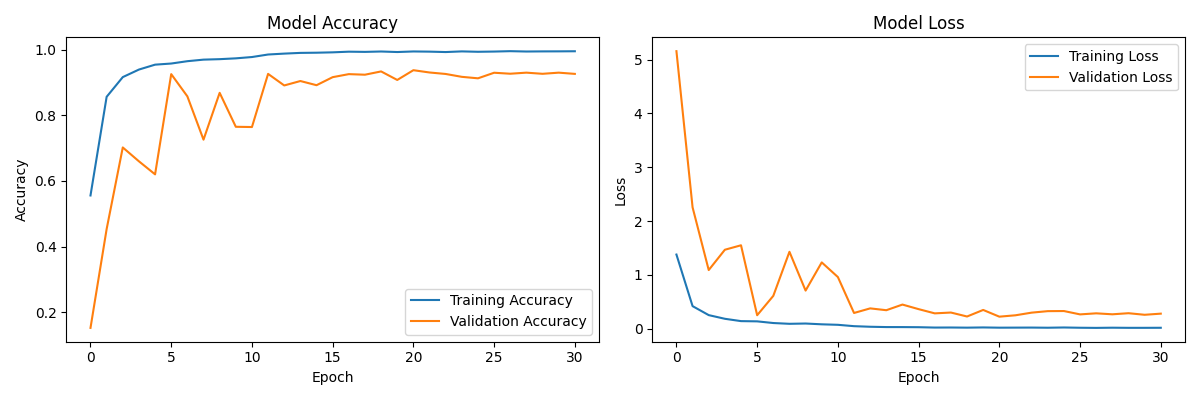 Model Accuracy
Accuracy
1.0
0.8
0.6
0.4
0.2
Training Accuracy
Validation Accuracy
0 5 10 15 20 25 30
Epoch
Model Loss
Loss
5
4
3
2
1
0
Training Loss
Validation Loss
0 5 10 15 20 25 30
Epoch